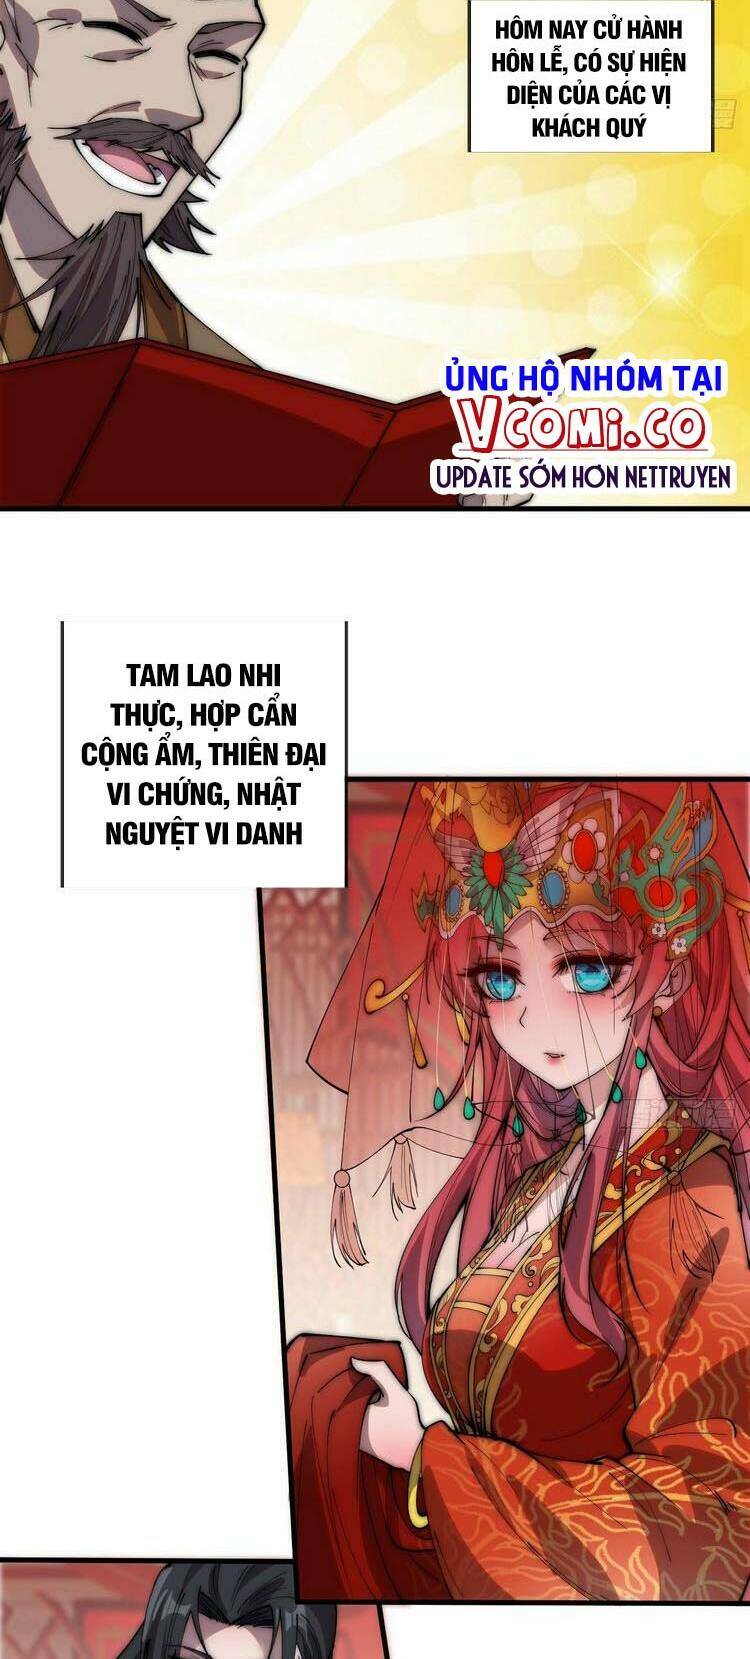 HÔM NAY CỬ HÀNH
HÔN LỄ, CÓ SỰ HIỆN
DIỆN CỦA CÁC VỊ
KHÁCH QUÝ
ỦNG HỘ NHÓM TẠI
VCOMI.CO
UPDATE SỚM HƠN NETTRUYEN
TAM LAO NHI
THỰC, HỢP CẨN
CỘNG ẨM, THIÊN ĐẠI
VI CHỨNG, NHẬT
NGUYỆT VI DANH